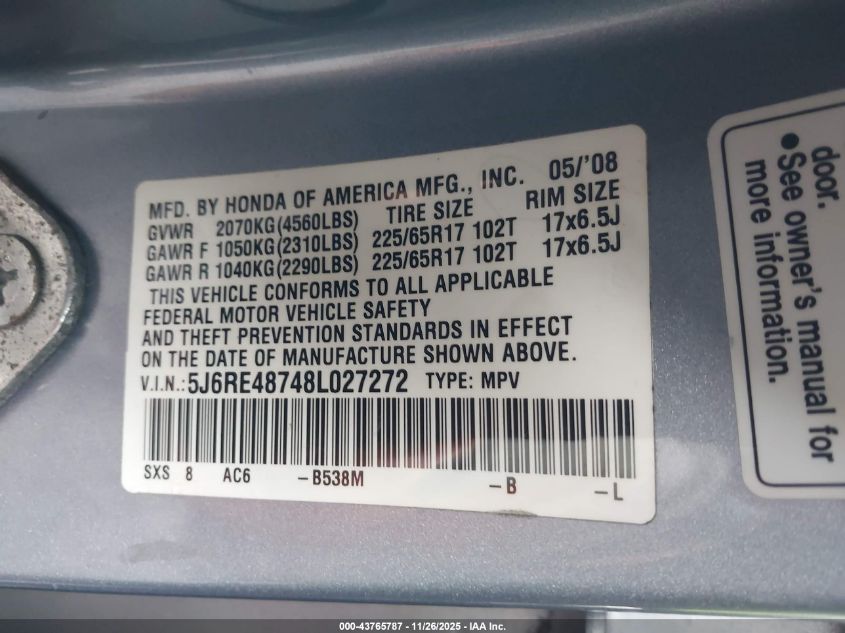 MFD. BY HONDA OF AMERICA MFG., INC. 05/'08
GVWR 2070KG(4560LBS) TIRE SIZE RIM SIZE
GAWR F 1050KG(2310LBS) 225/65R17 102T 17x6.5J
GAWR R 1040KG(2290LBS) 225/65R17 102T 17x6.5J
THIS VEHICLE CONFORMS TO ALL APPLICABLE
FEDERAL MOTOR VEHICLE SAFETY
AND THEFT PREVENTION STANDARDS IN EFFECT
ON THE DATE OF MANUFACTURE SHOWN ABOVE.
V.I.N.:5J6RE48748L027272 TYPE: MPV
SXS 8 AC6 -B538M -B -L
door.
•See owner's manual for
more information.
000-43765787 - 11/26/2025 - IAA Inc.